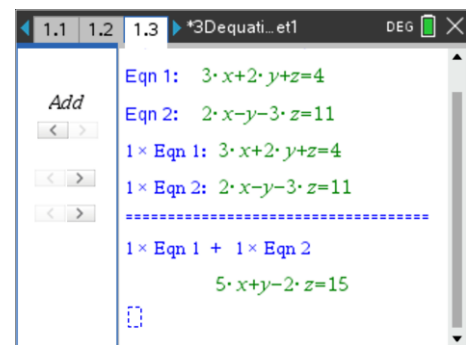 1.1 1.2 1.3 *3Dequati...et1 DEG
Add
Eqn 1: 3·x+2·y+z=4
Eqn 2: 2·x−y−3·z=11
1× Eqn 1: 3·x+2·y+z=4
1× Eqn 2: 2·x−y−3·z=11
==================================
1× Eqn 1 + 1× Eqn 2
5·x+y−2·z=15